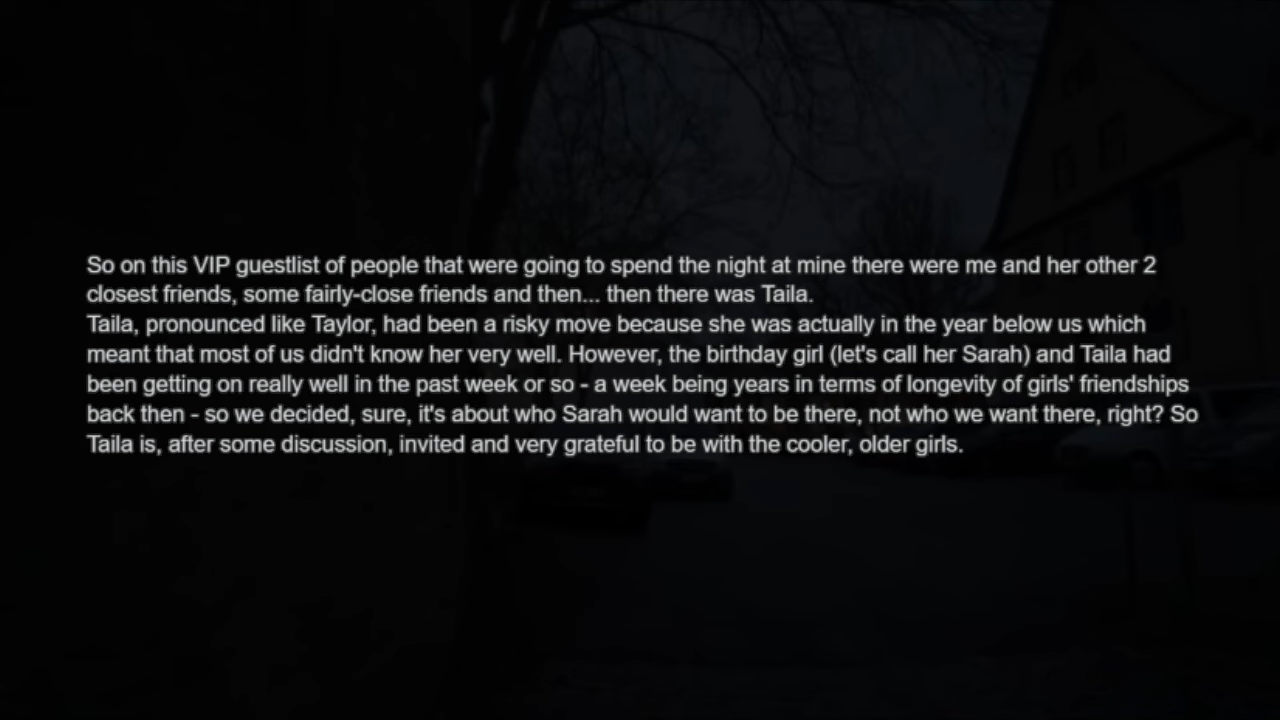 So on this VIP guestlist of people that were going to spend the night at mine there were me and her other 2
closest friends, some fairly-close friends and then... then there was Taila.
Taila, pronounced like Taylor, had been a risky move because she was actually in the year below us which
meant that most of us didn't know her very well. However, the birthday girl (let's call her Sarah) and Taila had
been getting on really well in the past week or so - a week being years in terms of longevity of girls' friendships
back then - so we decided, sure, it's about who Sarah would want to be there, not who we want there, right? So
Taila is, after some discussion, invited and very grateful to be with the cooler, older girls.